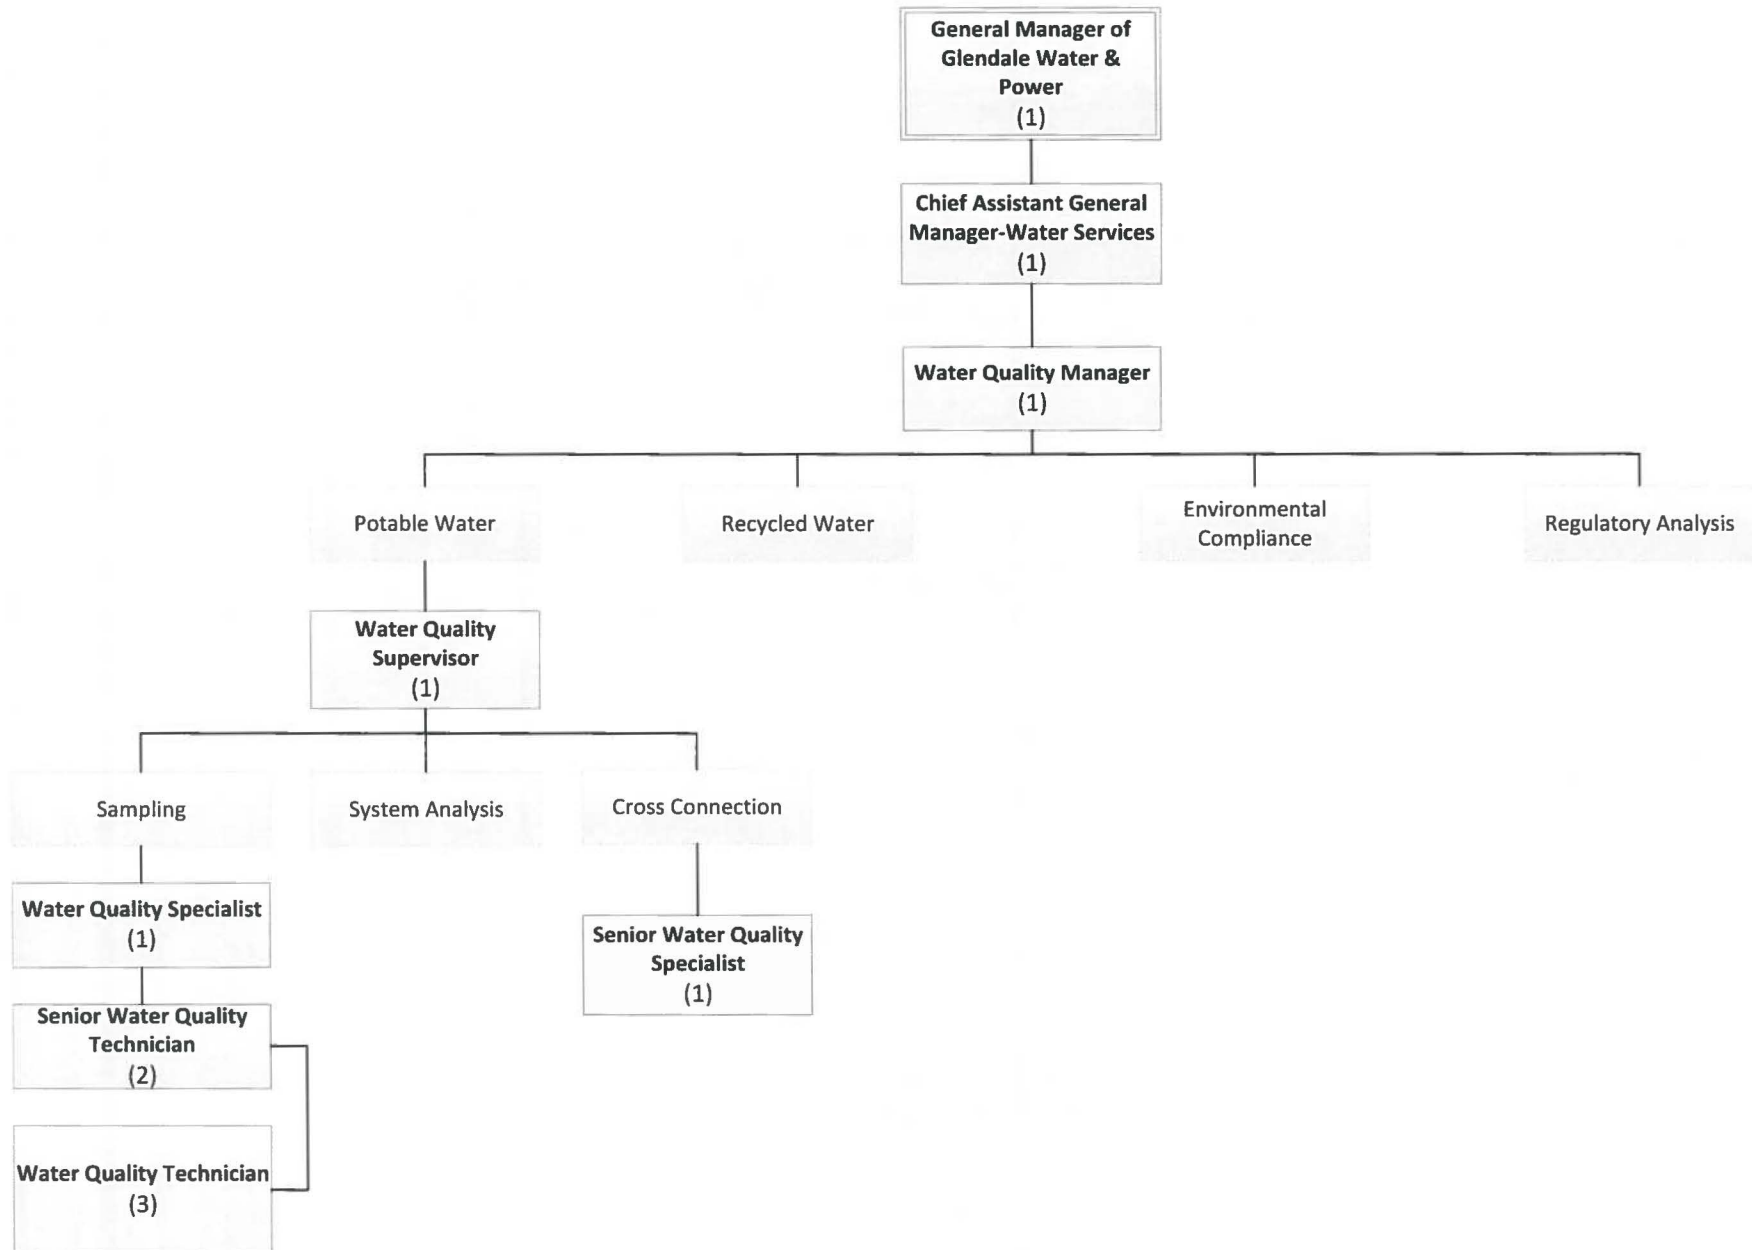 General Manager of
Glendale Water &
Power
(1)
Chief Assistant General
Manager-Water Services
(1)
Water Quality Manager
(1)
Potable Water
Recycled Water
Environmental
Compliance
Regulatory Analysis
Water Quality
Supervisor
(1)
Sampling
System Analysis
Cross Connection
Water Quality Specialist
(1)
Senior Water Quality
Specialist
(1)
Senior Water Quality
Technician
(2)
Water Quality Technician
(3)